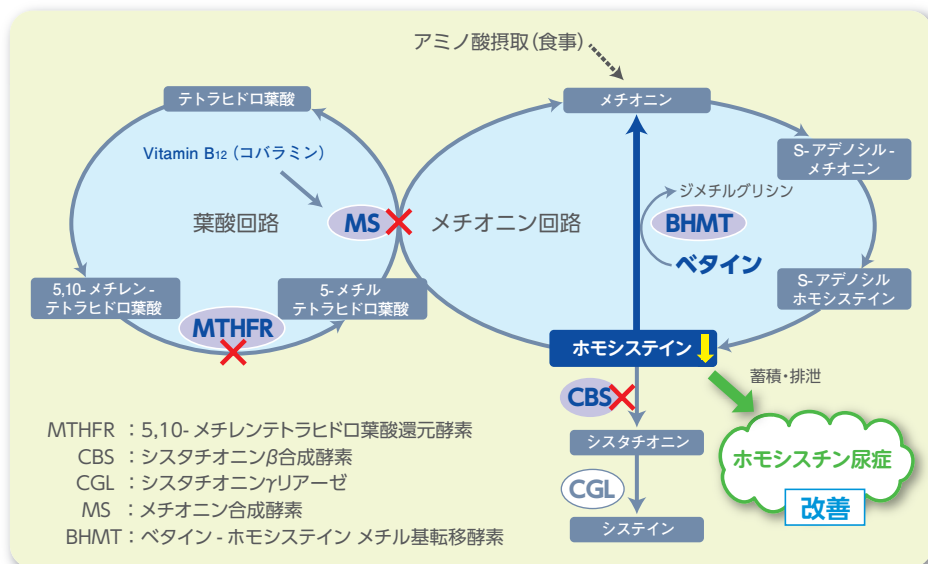 アミノ酸摂取(食事)
テトラヒドロ葉酸
メチオニン
Vitamin B12 (コバラミン)
S-アデノシル-
メチオニン
ジメチルグリシン
葉酸回路
MS
メチオニン回路
BHMT
ベタイン
5,10-メチレン-
テトラヒドロ葉酸
5-メチル
テトラヒドロ葉酸
S-アデノシル
ホモシステイン
MTHFR
ホモシステイン
蓄積・排泄
CBS
シスタチオニン
ホモシスチン尿症
CGL
改善
システイン
MTHFR :5,10-メチレンテトラヒドロ葉酸還元酵素
CBS :シスタチオニンβ合成酵素
CGL :シスタチオニンγリアーゼ
MS :メチオニン合成酵素
BHMT:ベタイン-ホモシステイン メチル基転移酵素